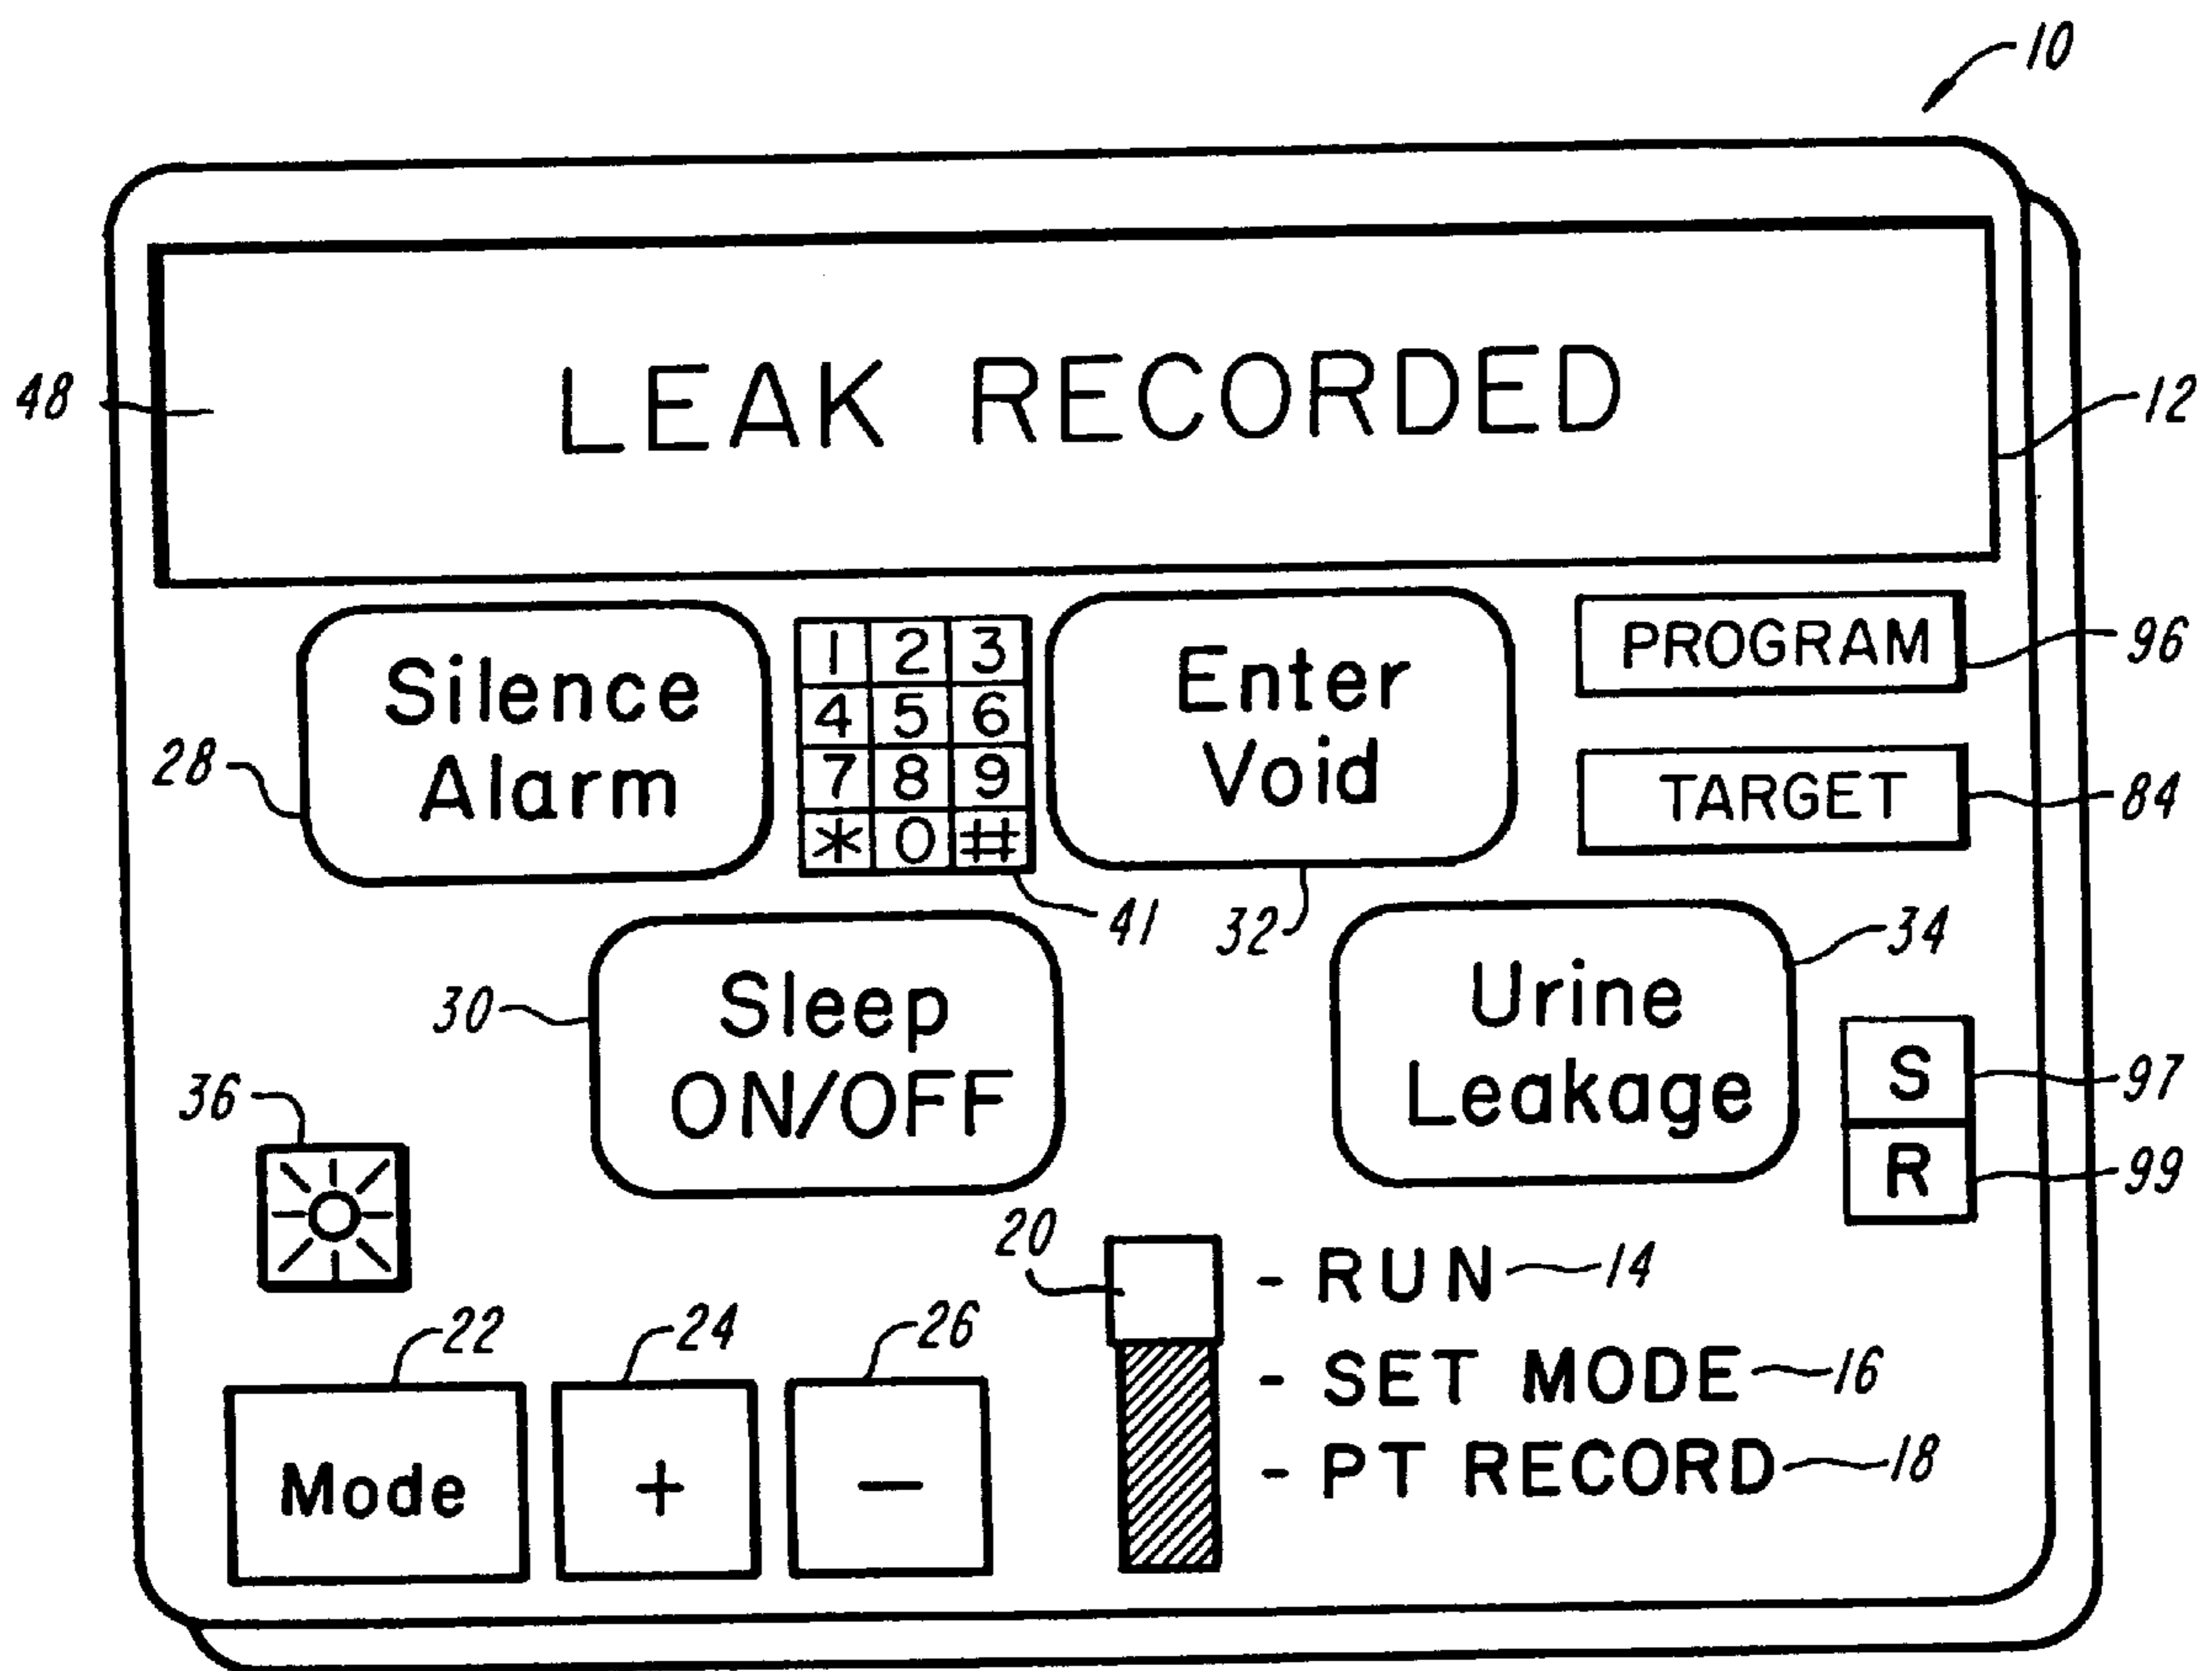 10
LEAK RECORDED
48
12
Silence
Alarm
28
1 2 3
4 5 6
7 8 9
* 0 #
41
Enter
Void
32
PROGRAM
96
TARGET
84
Sleep
ON/OFF
30
Urine
Leakage
34
S
97
R
99
36
20
- RUN 14
- SET MODE 16
- PT RECORD 18
22
24
26
Mode
+
-